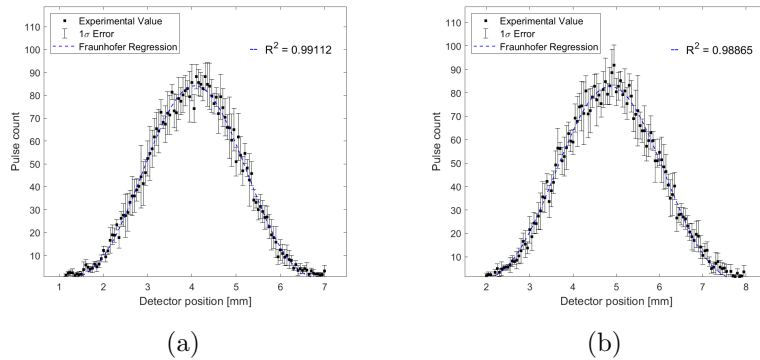 Experimental Value
1σ Error
Fraunhofer Regression
R² = 0.99112
110
100
90
80
70
60
50
40
30
20
10
Pulse count
1 2 3 4 5 6 7
Detector position [mm]
(a)
Experimental Value
1σ Error
Fraunhofer Regression
R² = 0.98865
110
100
90
80
70
60
50
40
30
20
10
Pulse count
2 3 4 5 6 7 8
Detector position [mm]
(b)